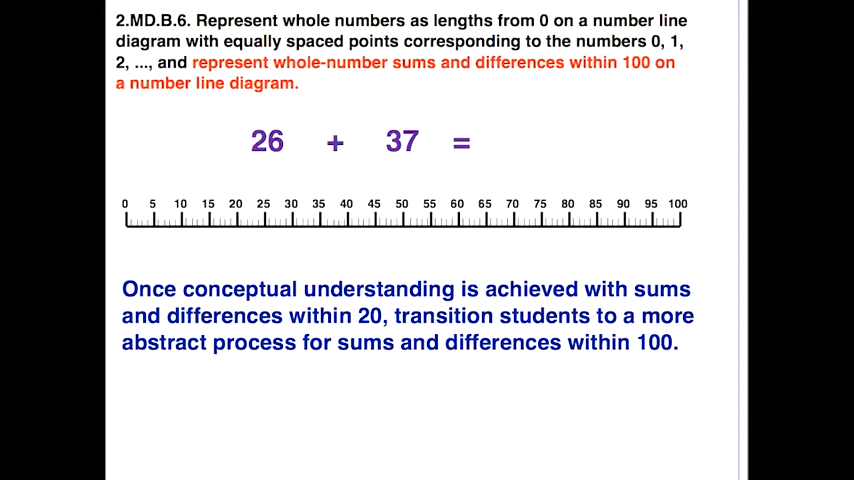 2.MD.B.6. Represent whole numbers as lengths from 0 on a number line
diagram with equally spaced points corresponding to the numbers 0, 1,
2, ..., and represent whole-number sums and differences within 100 on
a number line diagram.
26 + 37 =
0 5 10 15 20 25 30 35 40 45 50 55 60 65 70 75 80 85 90 95 100
Once conceptual understanding is achieved with sums
and differences within 20, transition students to a more
abstract process for sums and differences within 100.